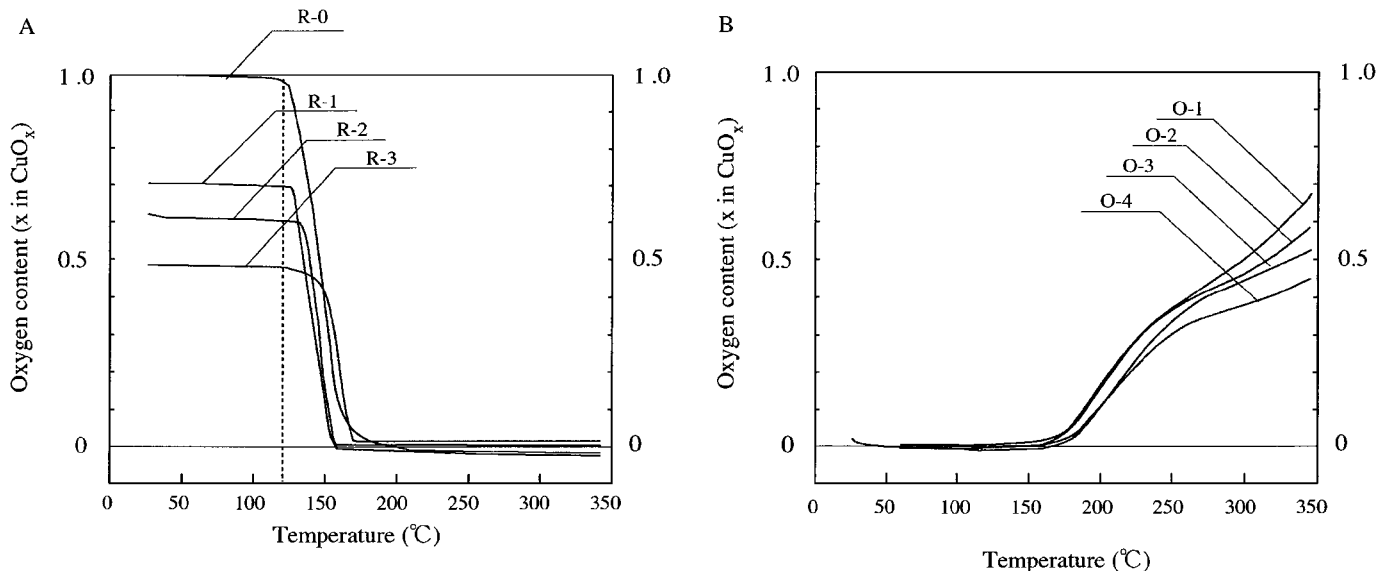 A
R-0
1.0
1.0
R-1
R-2
R-3
Oxygen content (x in CuOₓ)
0.5
0.5
0
0
0 50 100 150 200 250 300 350
Temperature (℃)
B
1.0
1.0
O-1
O-2
O-3
O-4
Oxygen content (x in CuOₓ)
0.5
0.5
0
0
0 50 100 150 200 250 300 350
Temperature (℃)